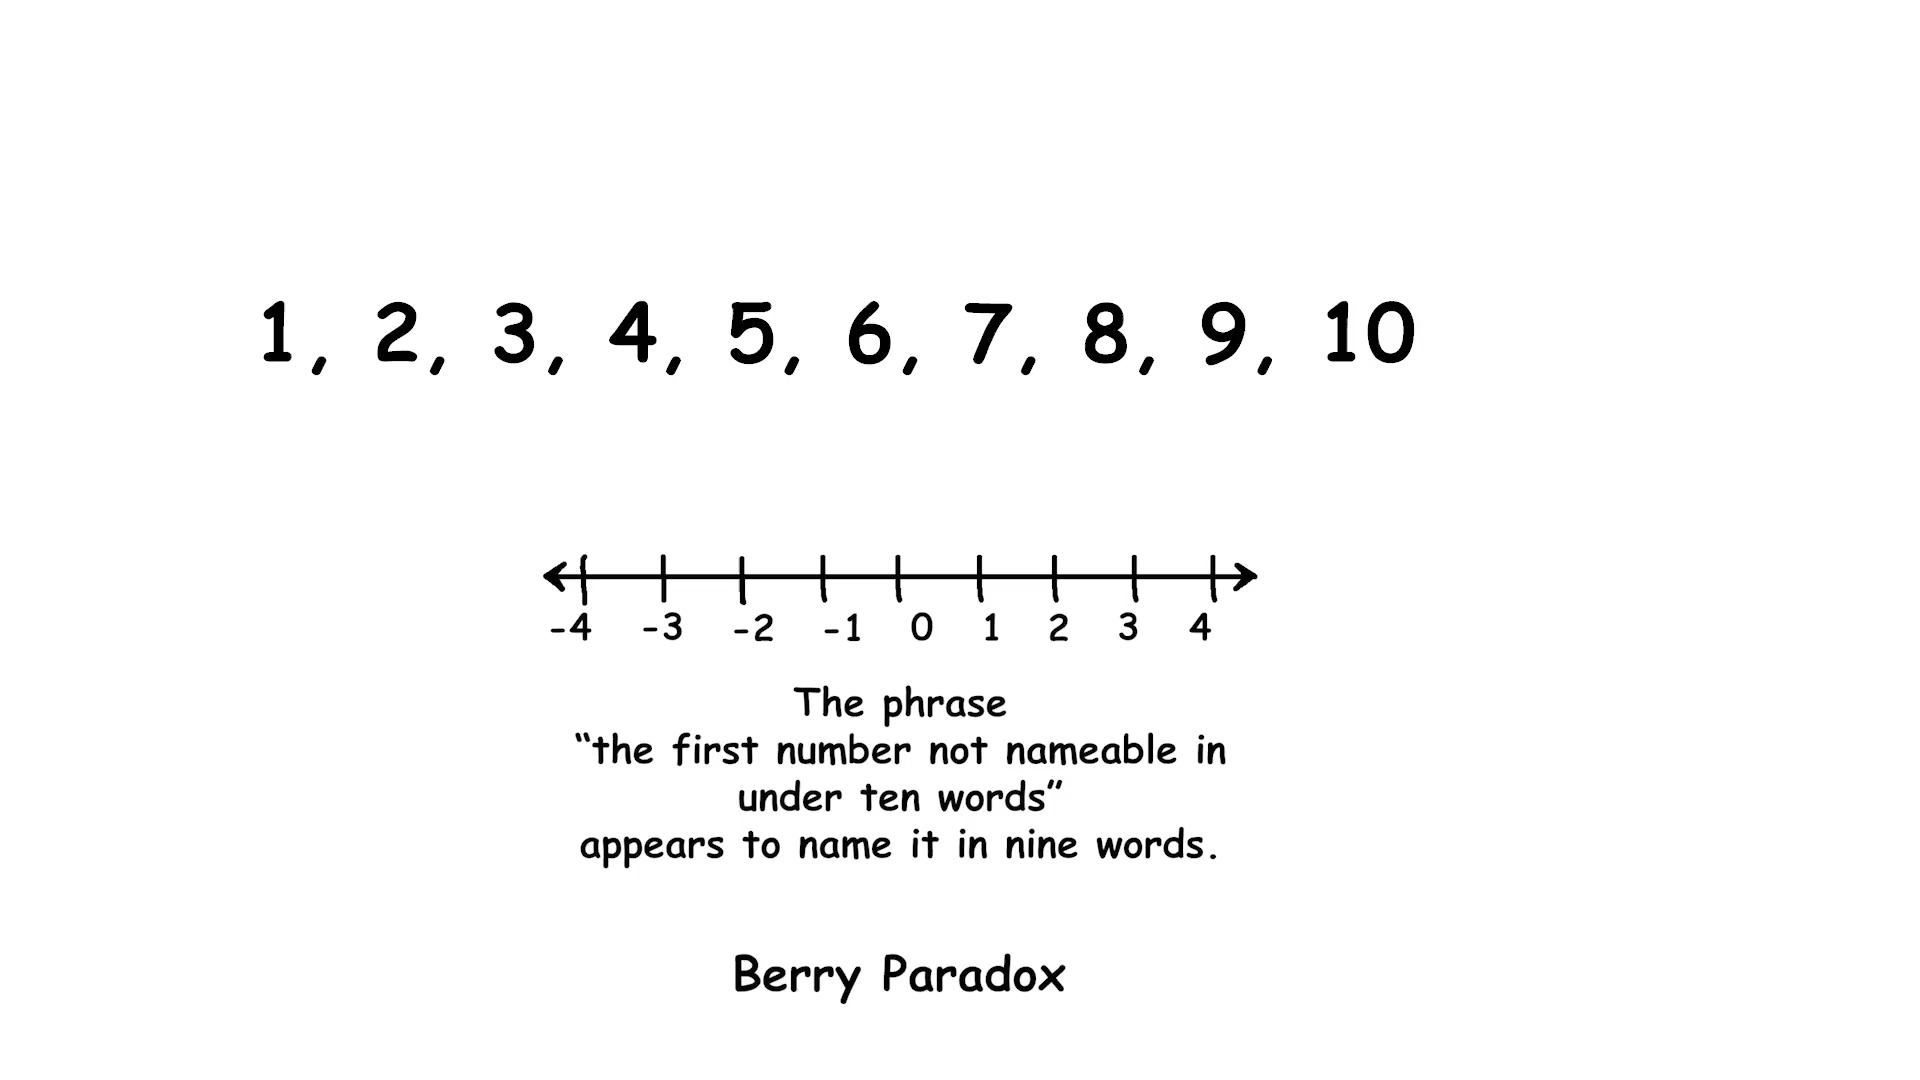 1, 2, 3, 4, 5, 6, 7, 8, 9, 10
-4 -3 -2 -1 0 1 2 3 4
The phrase
“the first number not nameable in
under ten words”
appears to name it in nine words.
Berry Paradox